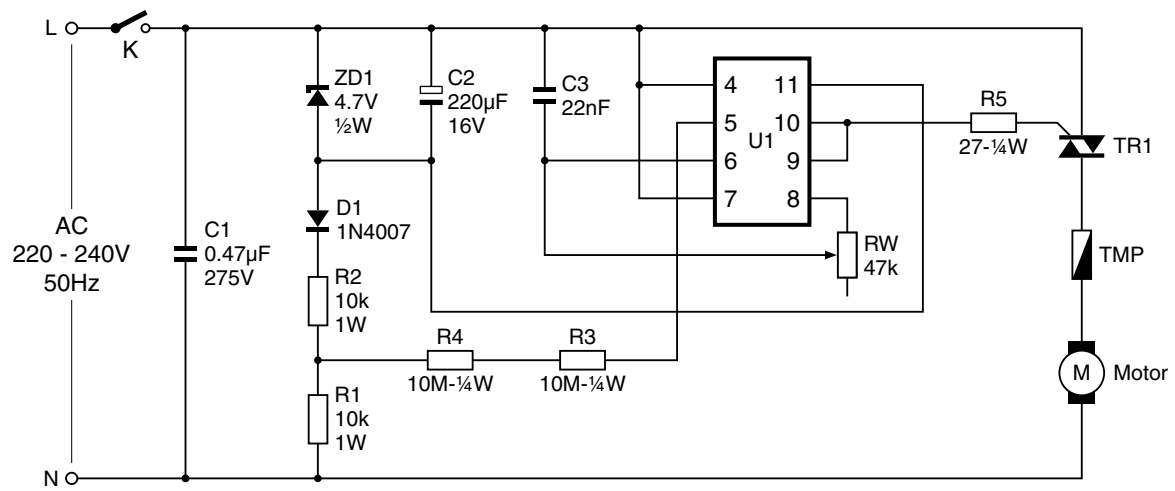 L
K
AC
220 - 240V
50Hz
N
C1
0.47µF
275V
ZD1
4.7V
½W
D1
1N4007
R2
10k
1W
R1
10k
1W
C2
220µF
16V
C3
22nF
R4
10M-¼W
R3
10M-¼W
4
5
6
7
U1
11
10
9
8
RW
47k
R5
27-¼W
TR1
TMP
M
Motor